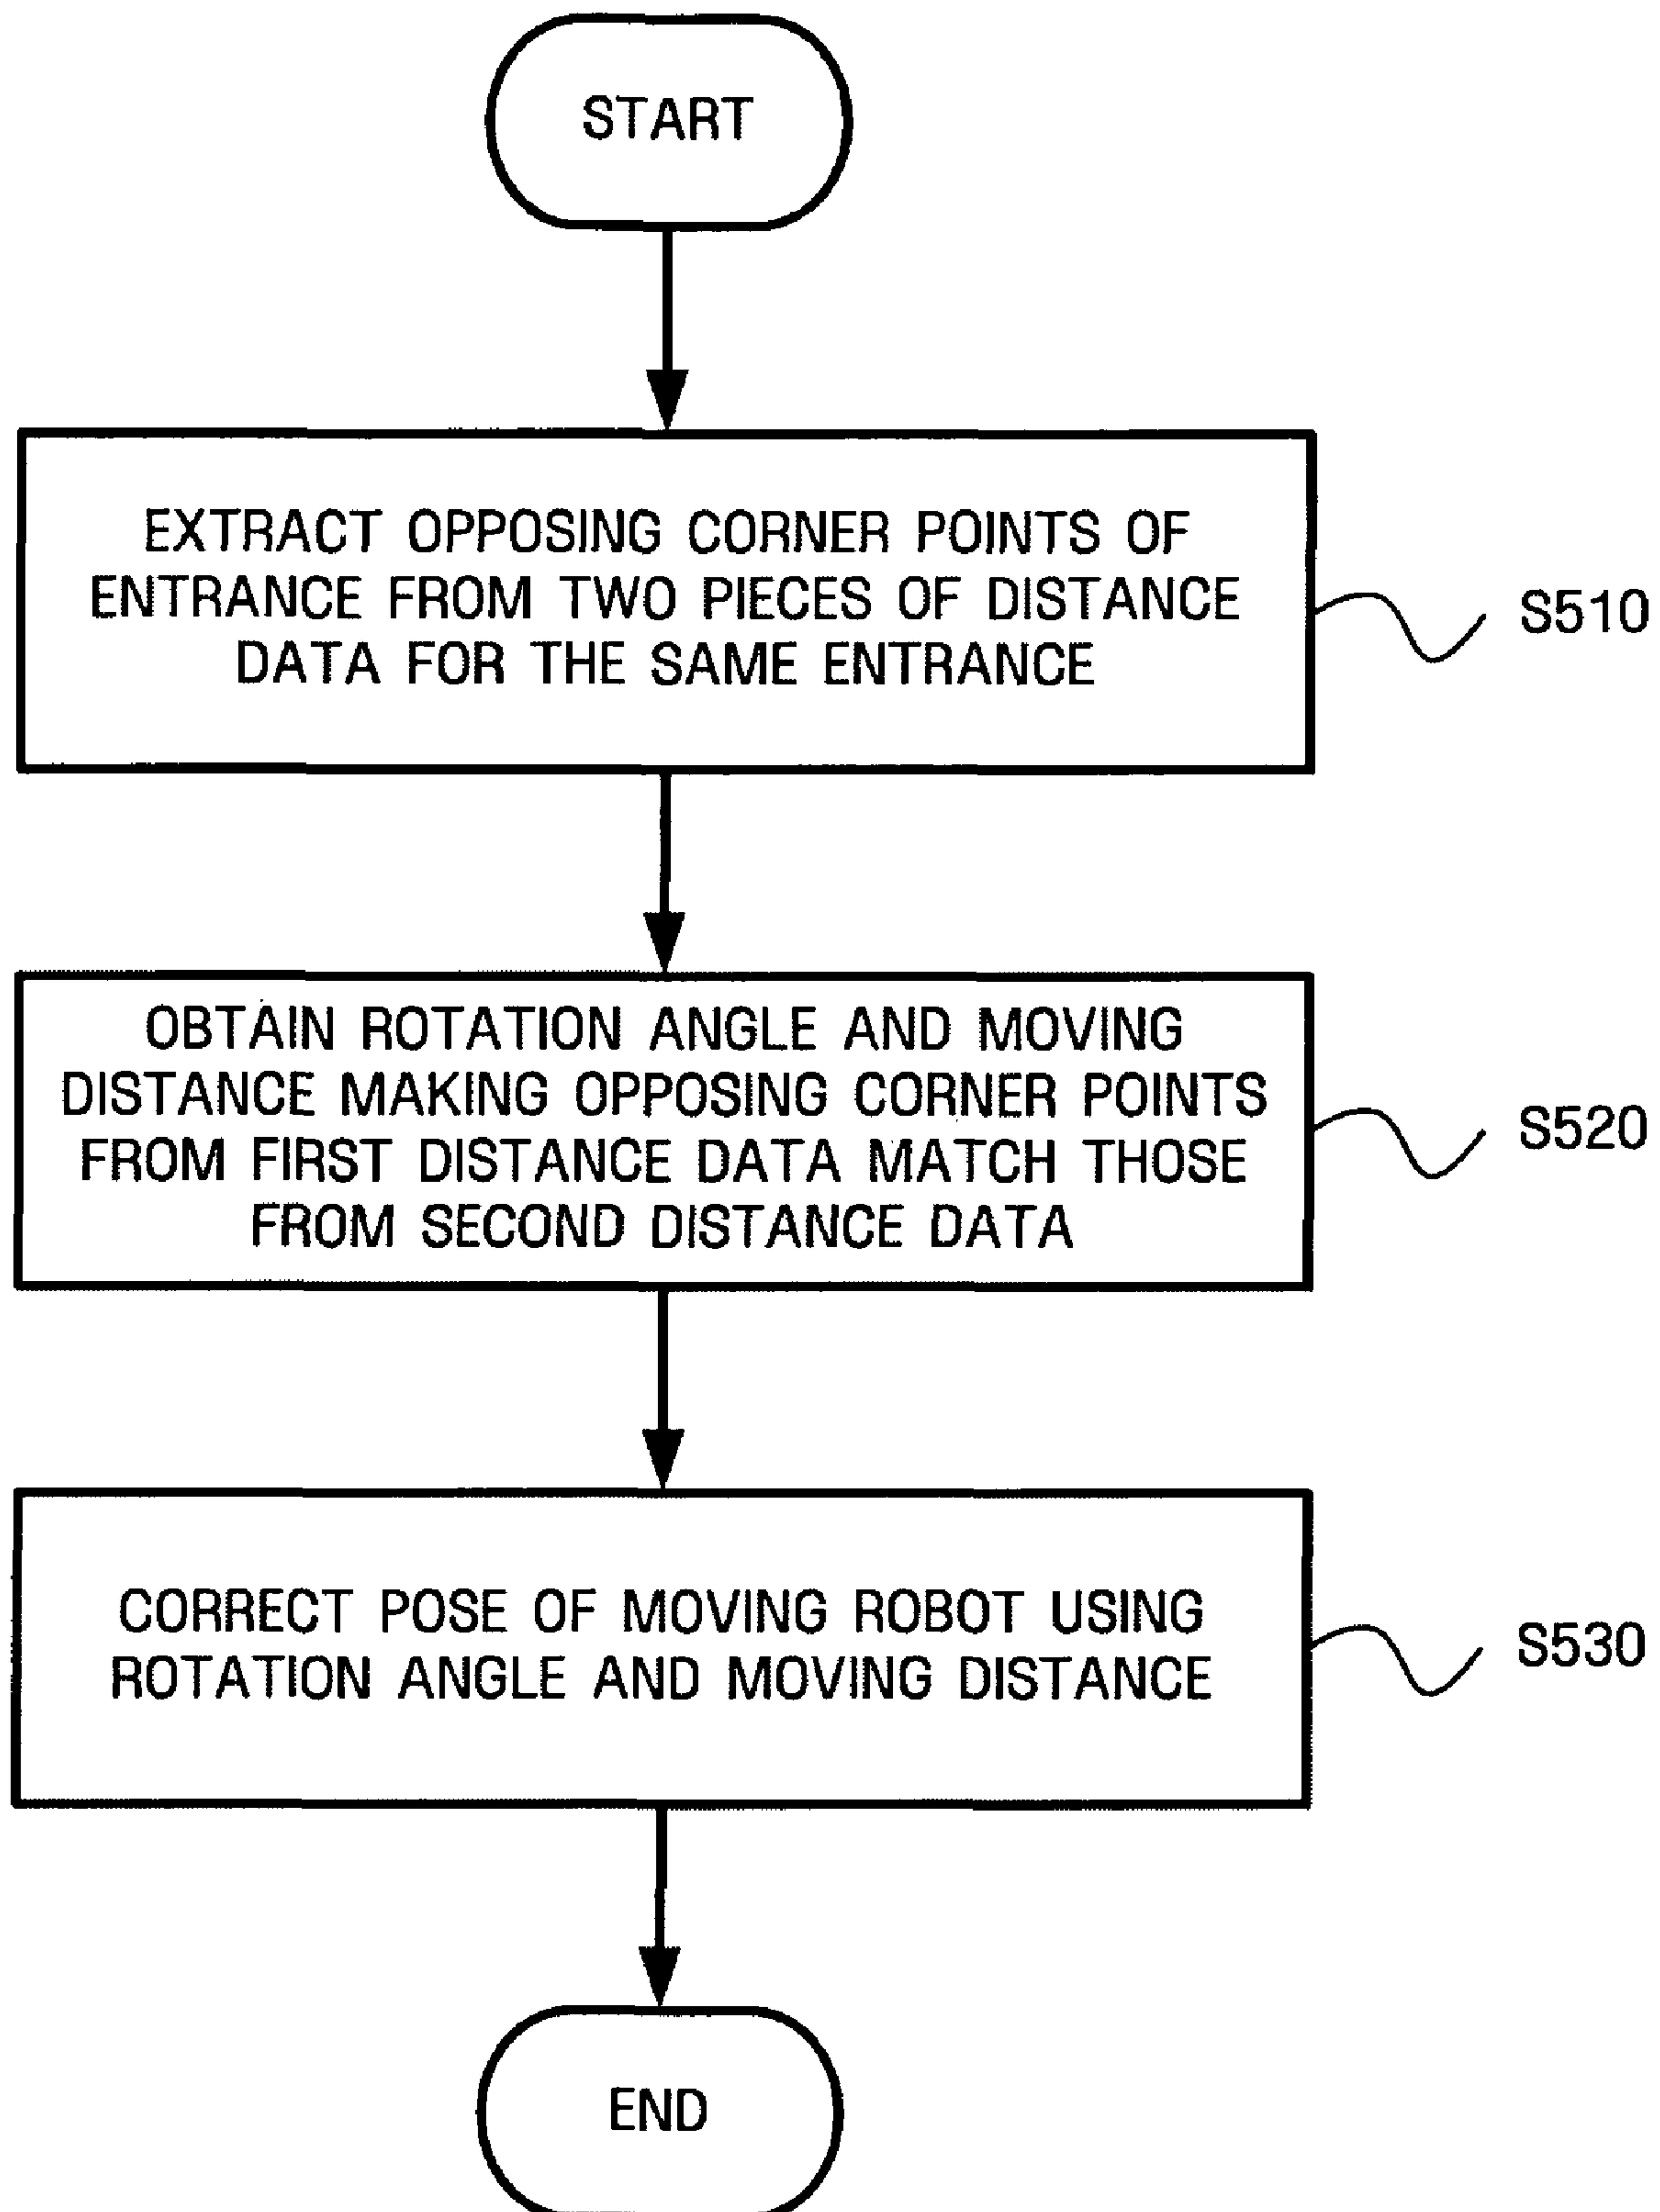 START
EXTRACT OPPOSING CORNER POINTS OF
ENTRANCE FROM TWO PIECES OF DISTANCE
DATA FOR THE SAME ENTRANCE
S510
OBTAIN ROTATION ANGLE AND MOVING
DISTANCE MAKING OPPOSING CORNER POINTS
FROM FIRST DISTANCE DATA MATCH THOSE
FROM SECOND DISTANCE DATA
S520
CORRECT POSE OF MOVING ROBOT USING
ROTATION ANGLE AND MOVING DISTANCE
S530
END